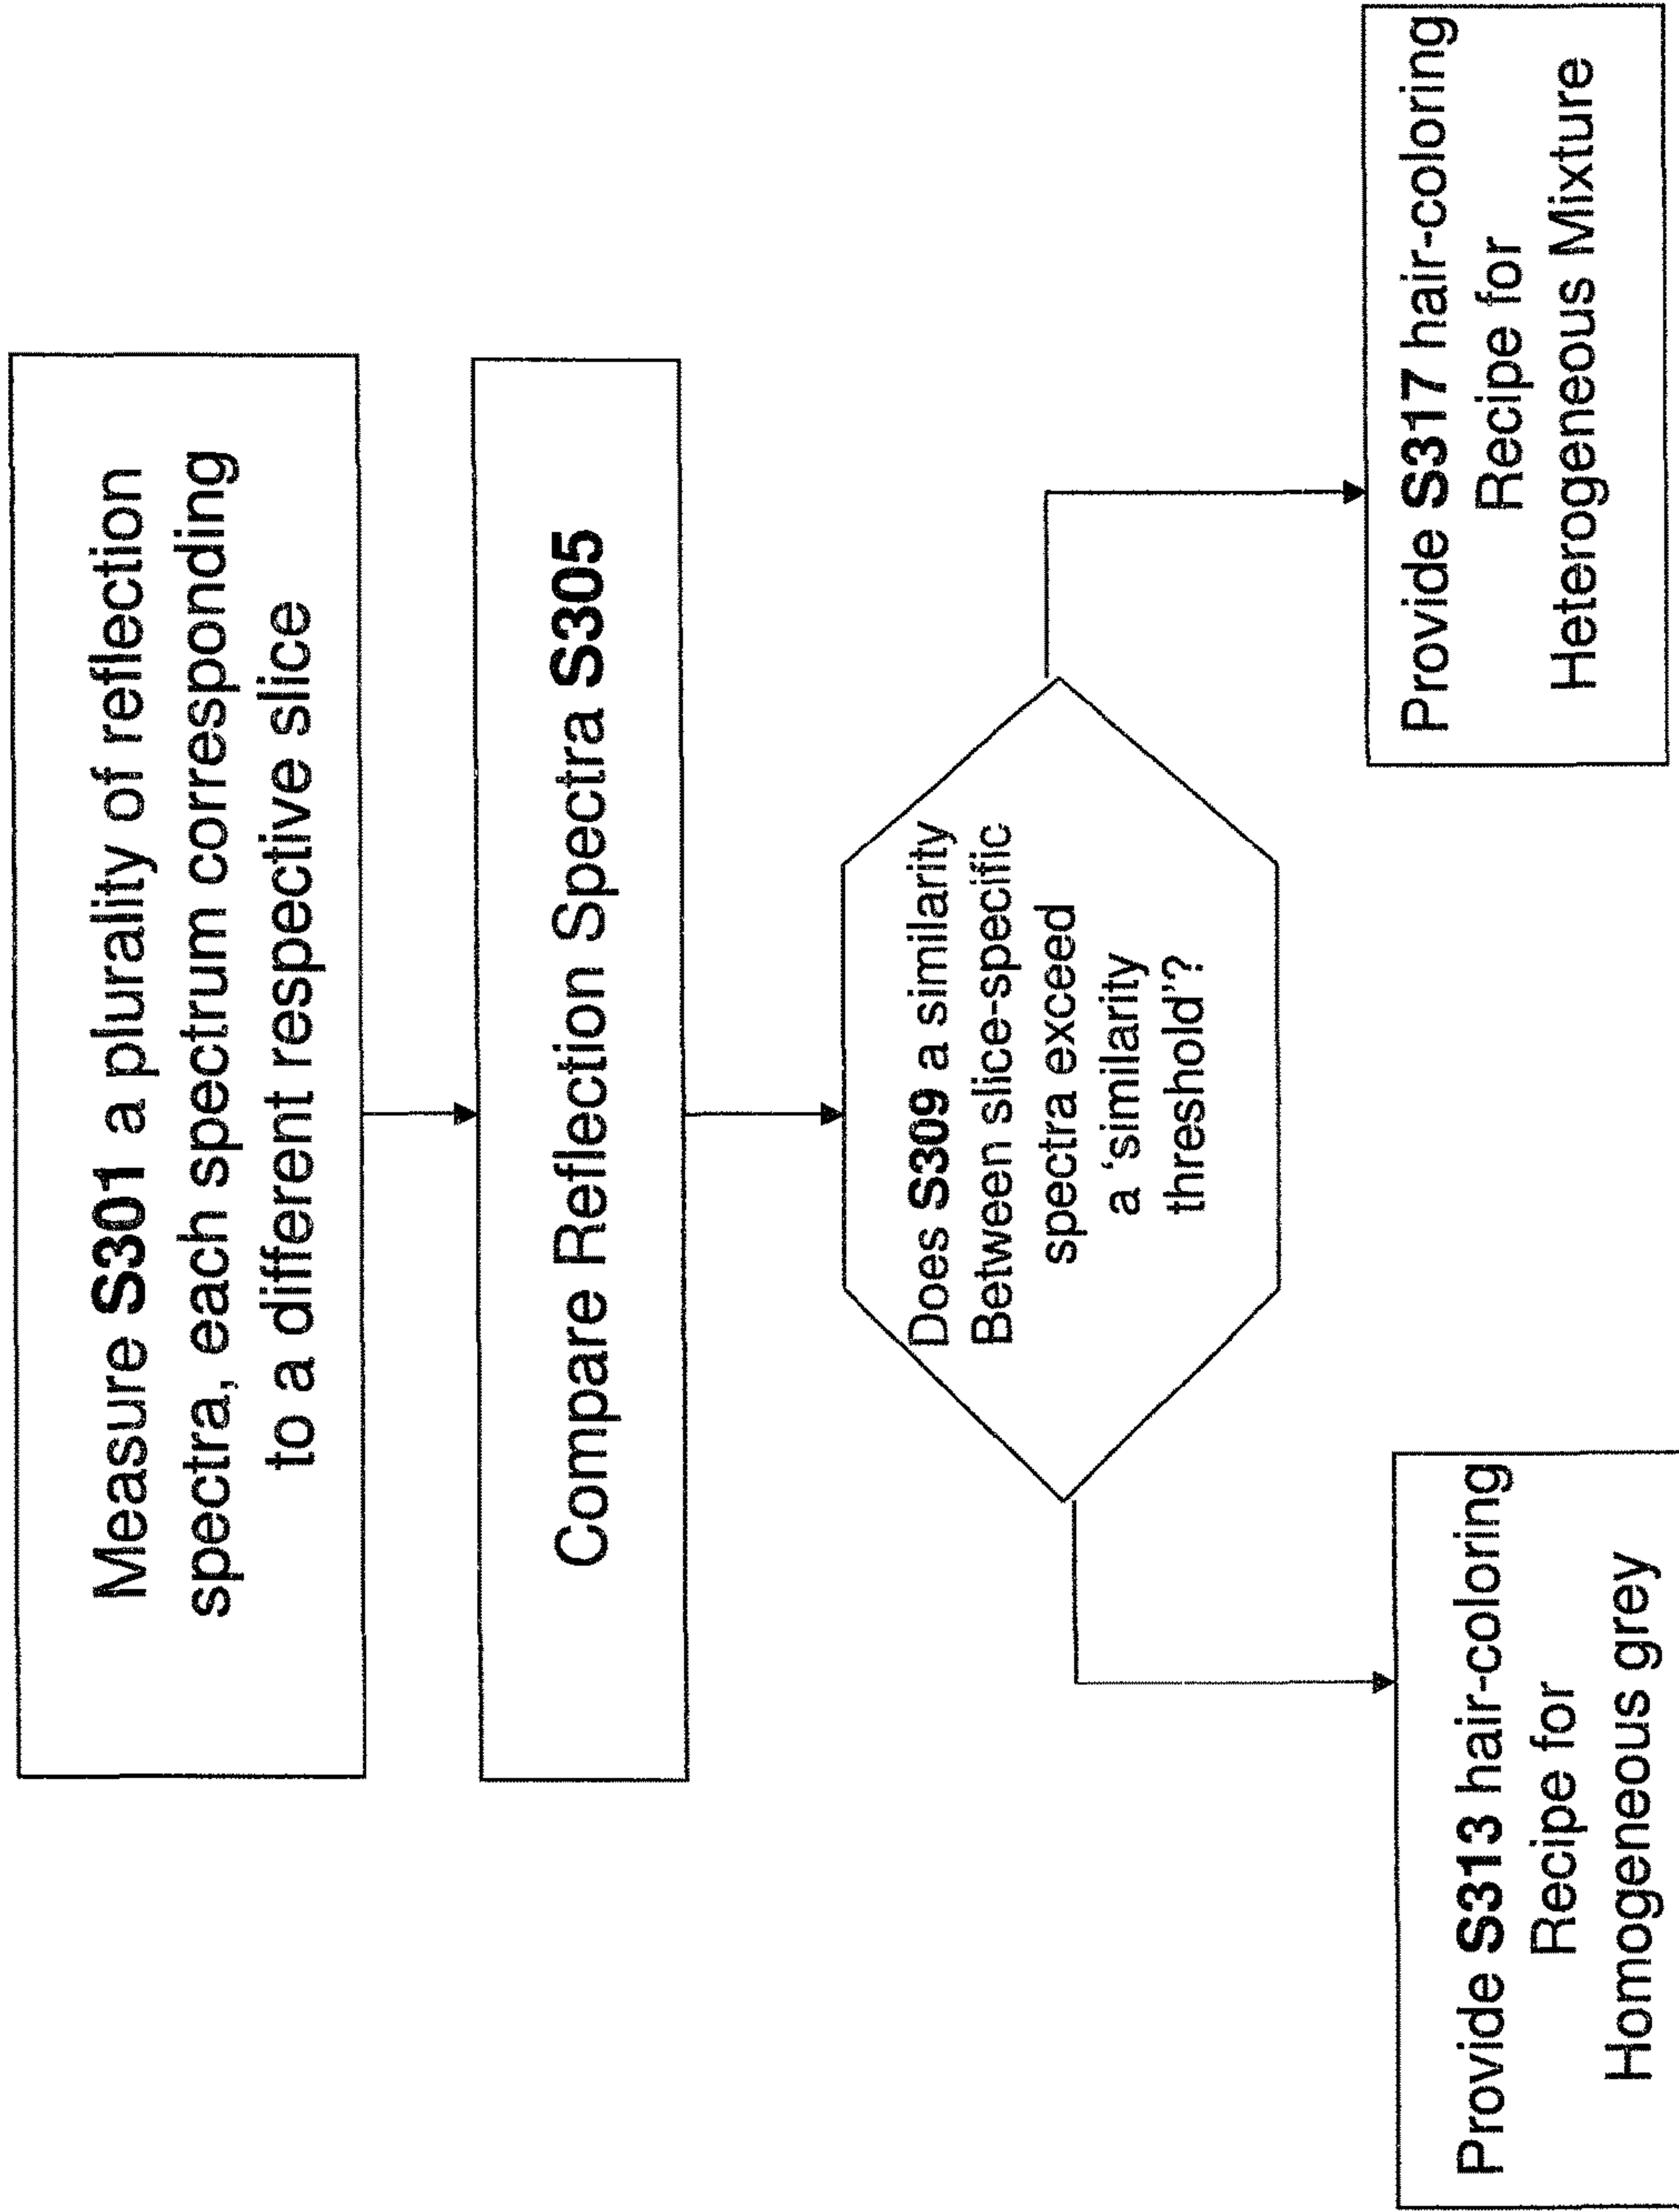 Measure S301 a plurality of reflection
spectra, each spectrum corresponding
to a different respective slice
Compare Reflection Spectra S305
Does S309 a similarity
Between slice-specific
spectra exceed
a ‘similarity
threshold’?
Provide S313 hair-coloring
Recipe for
Homogeneous grey
Provide S317 hair-coloring
Recipe for
Heterogeneous Mixture